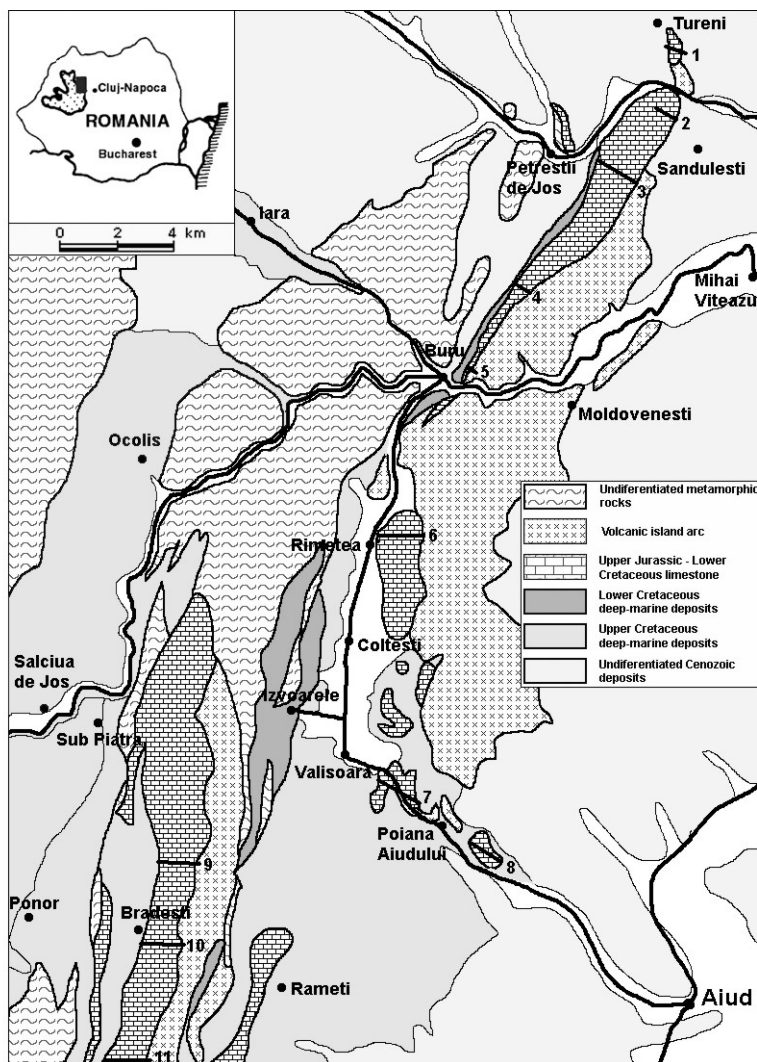 Cluj-Napoca
ROMANIA
Bucharest
0 2 4 km
Tureni
1
2
Petrestii
de Jos
Sandulesti
3
Iara
Mihai
Viteazu
4
Buru
5
Moldovenesti
Ocolis
Undiferentiated metamorphic
rocks
Volcanic island arc
Upper Jurassic - Lower
Cretaceous limestone
Lower Cretaceous
deep-marine deposits
Upper Cretaceous
deep-marine deposits
Undifferentiated Cenozoic
deposits
Rimetea
6
Coltesti
Salciua
de Jos
Izvoarele
Sub Piatra
Valisoara
7
Poiana
Aiudului
8
9
Ponor
Bradesti
10
Rameti
Aiud
11